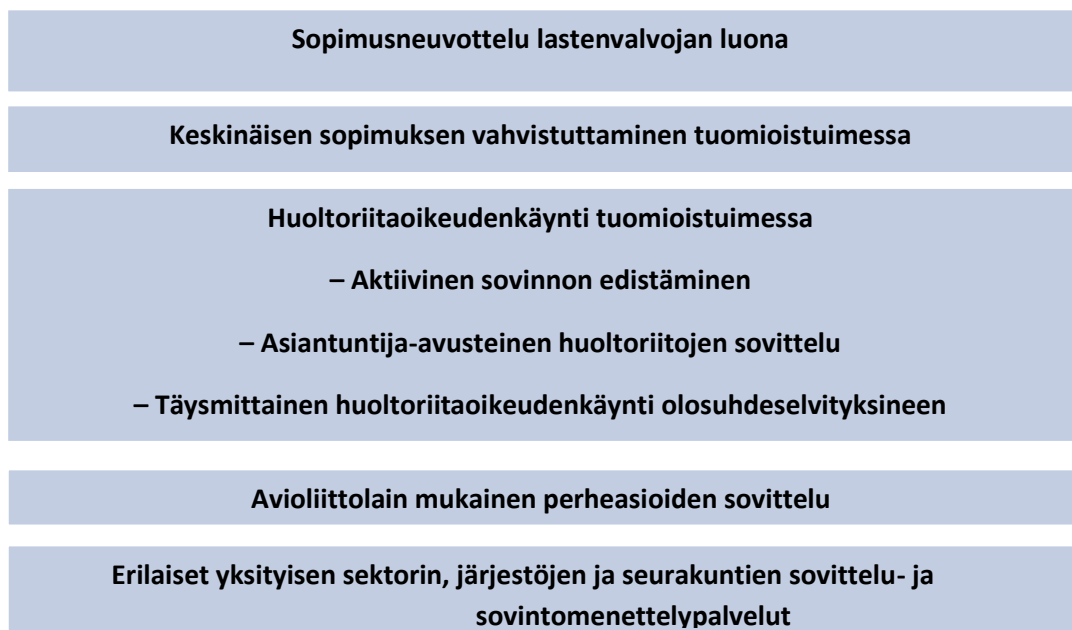 Sopimusneuvottelu lastenvalvojan luona
Keskinäisen sopimuksen vahvistuttaminen tuomioistuimessa
Huoltoriitaoikeudenkäynti tuomioistuimessa
– Aktiivinen sovinnon edistäminen
– Asiantuntija-avusteinen huoltoriitojen sovittelu
– Täysmittainen huoltoriitaoikeudenkäynti olosuhdeselvityksineen
Avioliittolain mukainen perheasioiden sovittelu
Erilaiset yksityisen sektorin, järjestöjen ja seurakuntien sovittelu- ja
sovintomenettelypalvelut